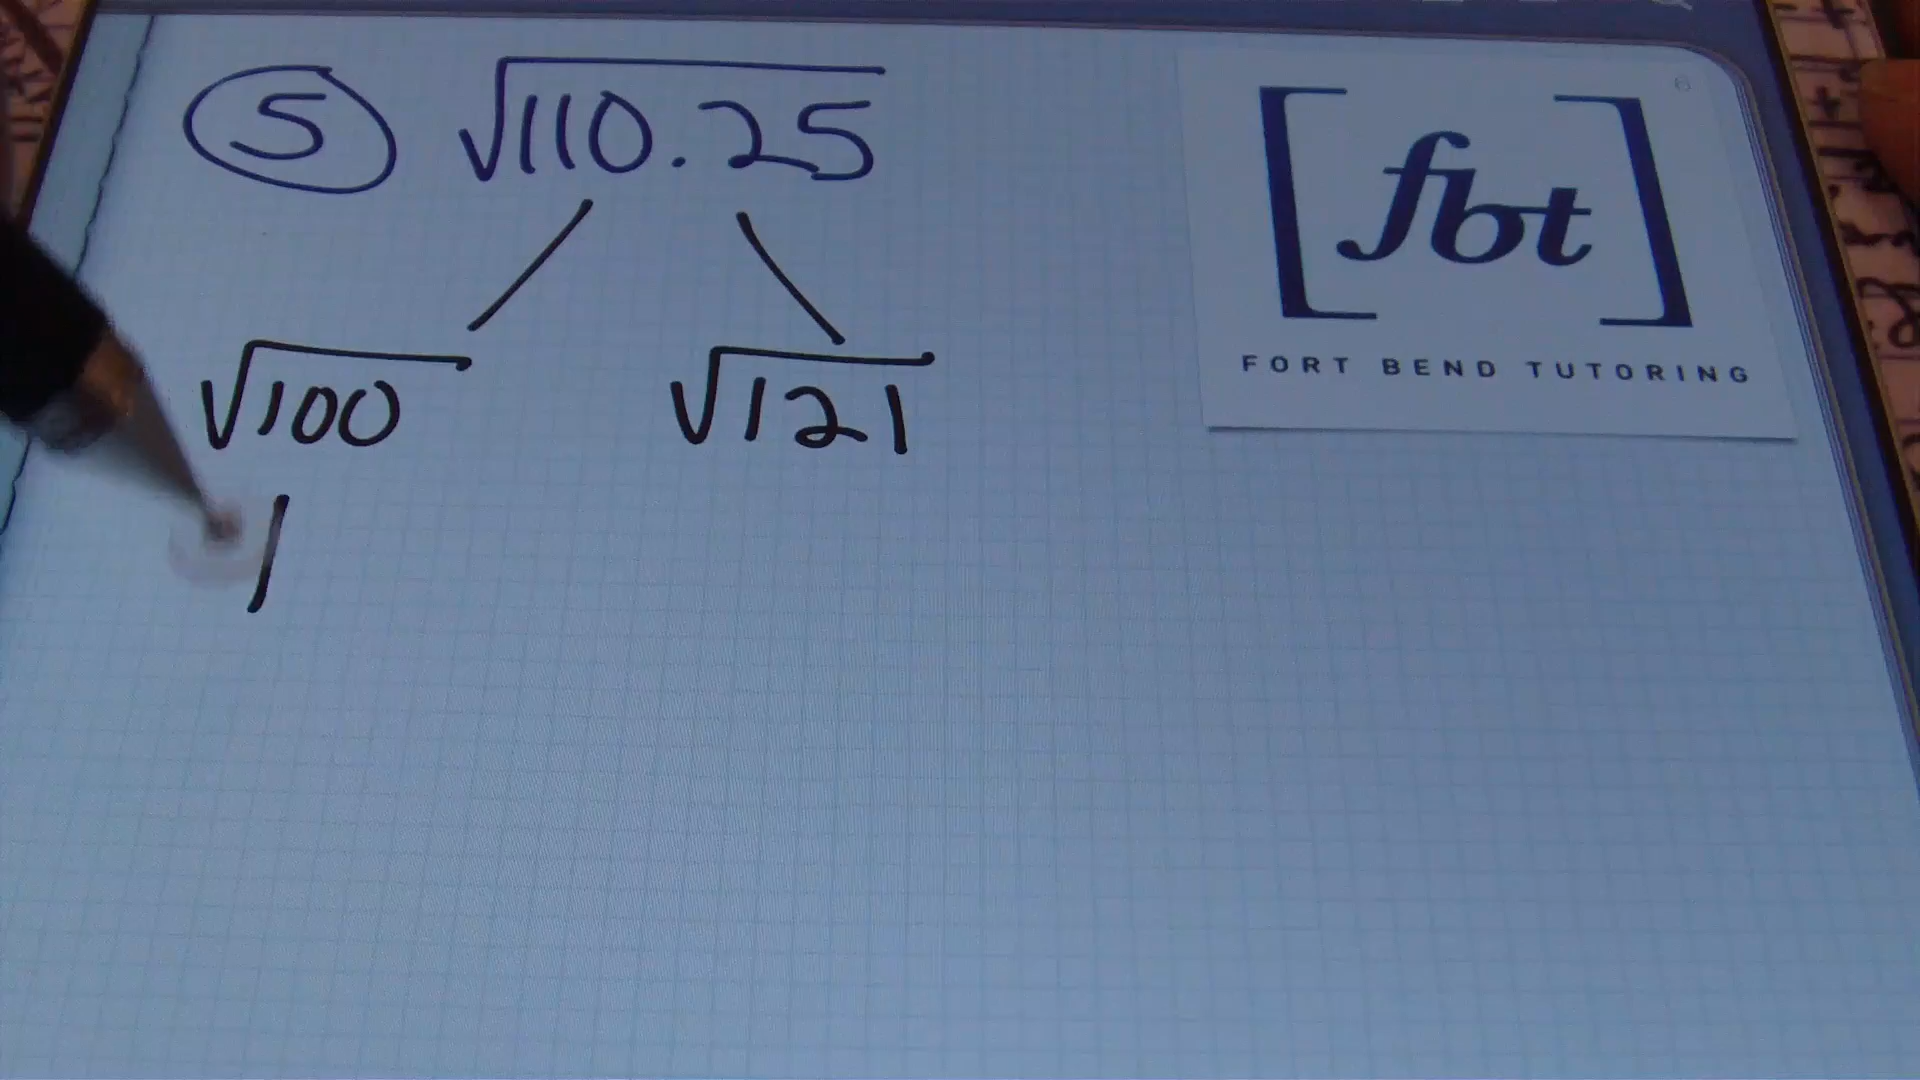 5 √110.25
√100 √121
1
[fbt]
FORT BEND TUTORING